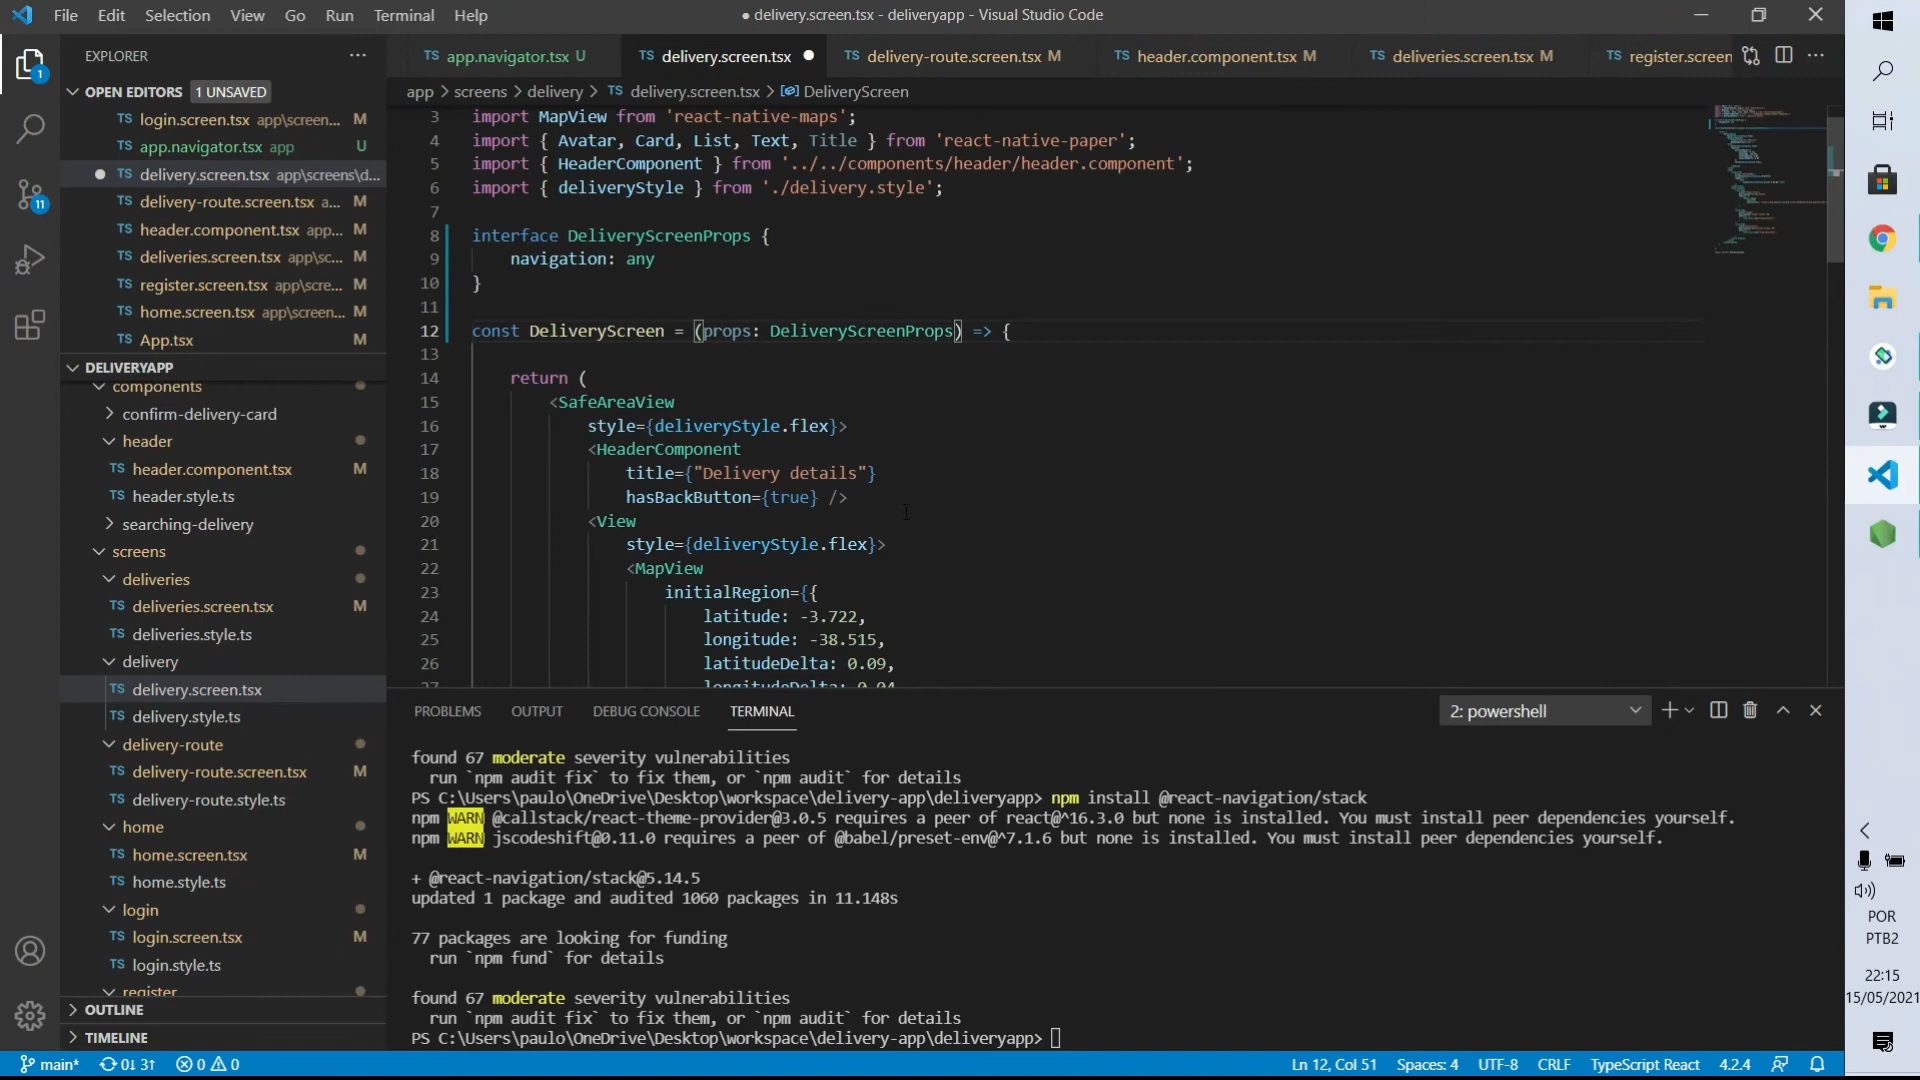 File Edit Selection View Go Run Terminal Help
● delivery.screen.tsx - deliveryapp - Visual Studio Code
EXPLORER
OPEN EDITORS 1 UNSAVED
TS login.screen.tsx app\screen... M
TS app.navigator.tsx app U
TS delivery.screen.tsx app\screens\d...
TS delivery-route.screen.tsx a... M
TS header.component.tsx app... M
TS deliveries.screen.tsx app\sc... M
TS register.screen.tsx app\scre... M
TS home.screen.tsx app\screen... M
TS App.tsx M
DELIVERYAPP
components
confirm-delivery-card
header
TS header.component.tsx M
TS header.style.ts
searching-delivery
screens
deliveries
TS deliveries.screen.tsx M
TS deliveries.style.ts
delivery
TS delivery.screen.tsx
TS delivery.style.ts
delivery-route
TS delivery-route.screen.tsx M
TS delivery-route.style.ts
home
TS home.screen.tsx M
TS home.style.ts
login
TS login.screen.tsx M
TS login.style.ts
register
OUTLINE
TIMELINE
1
11
TS app.navigator.tsx U TS delivery.screen.tsx ● TS delivery-route.screen.tsx M TS header.component.tsx M TS deliveries.screen.tsx M TS register.screen
app > screens > delivery > TS delivery.screen.tsx > DeliveryScreen
3 import MapView from 'react-native-maps';
4 import { Avatar, Card, List, Text, Title } from 'react-native-paper';
5 import { HeaderComponent } from '../../components/header/header.component';
6 import { deliveryStyle } from './delivery.style';
7
8 interface DeliveryScreenProps {
9 navigation: any
10 }
11
12 const DeliveryScreen = (props: DeliveryScreenProps) => {
13
14 return (
15 <SafeAreaView
16 style={deliveryStyle.flex}>
17 <HeaderComponent
18 title={"Delivery details"}
19 hasBackButton={true} />
20 <View
21 style={deliveryStyle.flex}>
22 <MapView
23 initialRegion={{
24 latitude: -3.722,
25 longitude: -38.515,
26 latitudeDelta: 0.09,
27 longitudeDelta: 0.04
PROBLEMS OUTPUT DEBUG CONSOLE TERMINAL
2: powershell
found 67 moderate severity vulnerabilities
run `npm audit fix` to fix them, or `npm audit` for details
PS C:\Users\paulo\OneDrive\Desktop\workspace\delivery-app\deliveryapp> npm install @react-navigation/stack
npm WARN @callstack/react-theme-provider@3.0.5 requires a peer of react@^16.3.0 but none is installed. You must install peer dependencies yourself.
npm WARN jscodeshift@0.11.0 requires a peer of @babel/preset-env@^7.1.6 but none is installed. You must install peer dependencies yourself.
+ @react-navigation/stack@5.14.5
updated 1 package and audited 1060 packages in 11.148s
77 packages are looking for funding
run `npm fund` for details
found 67 moderate severity vulnerabilities
run `npm audit fix` to fix them, or `npm audit` for details
PS C:\Users\paulo\OneDrive\Desktop\workspace\delivery-app\deliveryapp>
main* 0↓ 3↑ 0 0
Ln 12, Col 51 Spaces: 4 UTF-8 CRLF TypeScript React 4.2.4
POR
PTB2
22:15
15/05/2021